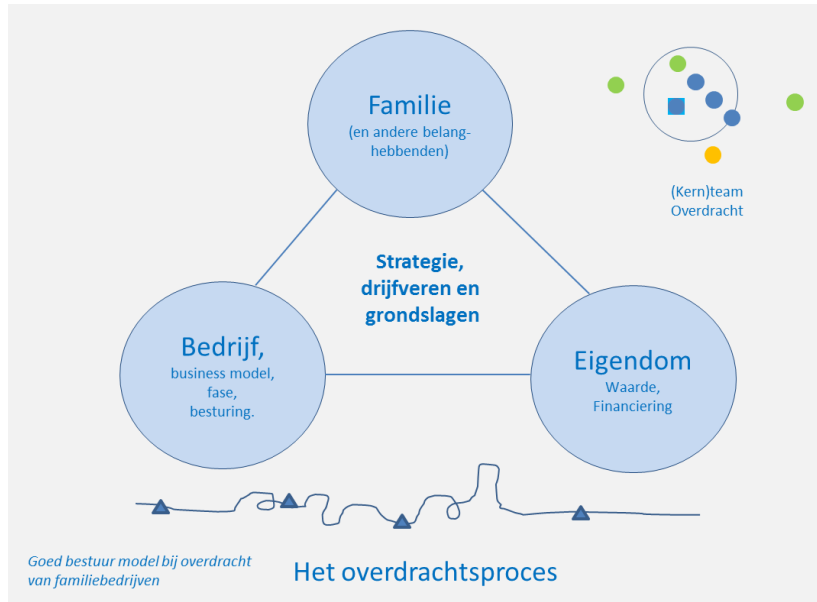 Familie
(en andere belang-
hebbenden)
(Kern)team
Overdracht
Strategie,
drijfveren en
grondslagen
Bedrijf,
business model,
fase,
besturing.
Eigendom
Waarde,
Financiering
Goed bestuur model bij overdracht
van familiebedrijven
Het overdrachtsproces